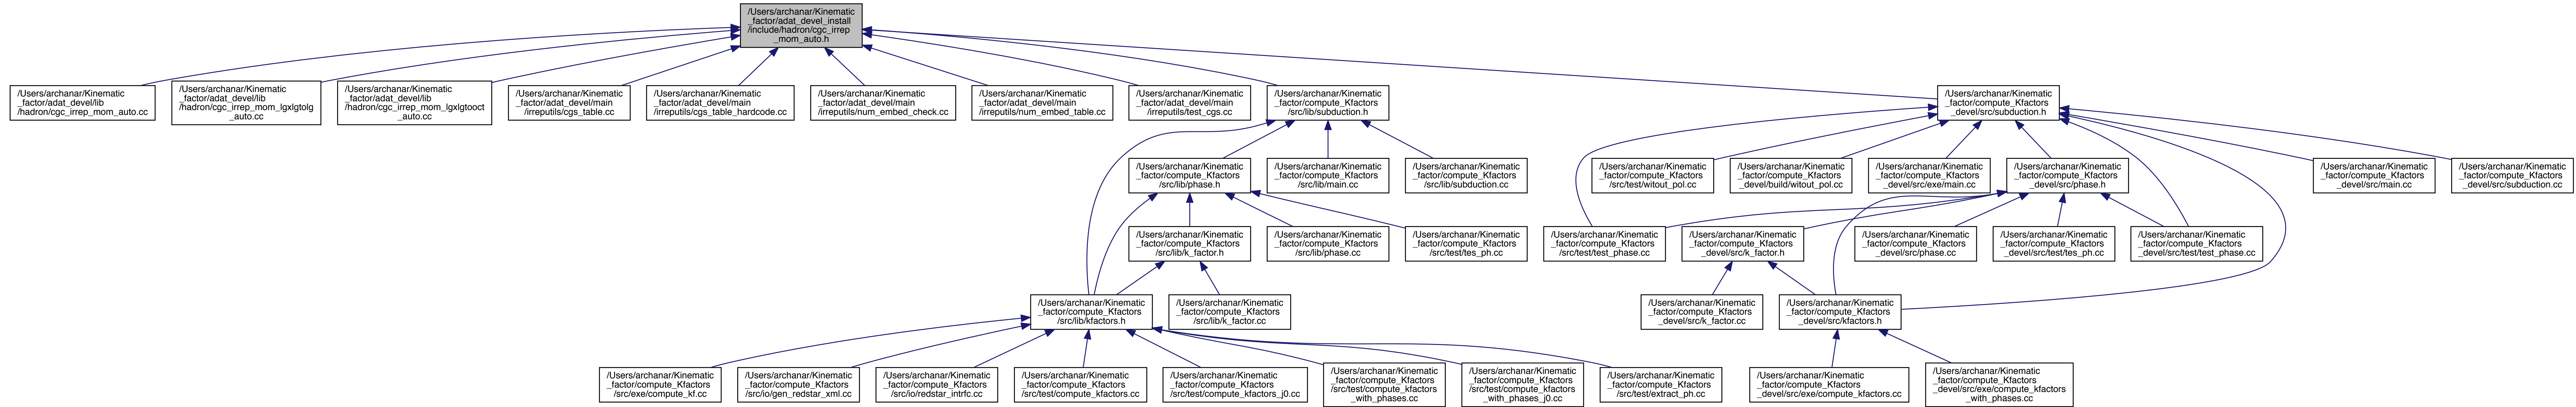 /Users/archanar/Kinematic
_factor/adat_devel_install
/include/hadron/cgc_irrep
_mom_auto.h
/Users/archanar/Kinematic
_factor/adat_devel/lib
/hadron/cgc_irrep_mom_auto.cc
/Users/archanar/Kinematic
_factor/adat_devel/lib
/hadron/cgc_irrep_mom_lgxlgtolg
_auto.cc
/Users/archanar/Kinematic
_factor/adat_devel/lib
/hadron/cgc_irrep_mom_lgxlgtooct
_auto.cc
/Users/archanar/Kinematic
_factor/adat_devel/main
/irreputils/cgs_table.cc
/Users/archanar/Kinematic
_factor/adat_devel/main
/irreputils/cgs_table_hardcode.cc
/Users/archanar/Kinematic
_factor/adat_devel/main
/irreputils/num_embed_check.cc
/Users/archanar/Kinematic
_factor/adat_devel/main
/irreputils/num_embed_table.cc
/Users/archanar/Kinematic
_factor/adat_devel/main
/irreputils/test_cgs.cc
/Users/archanar/Kinematic
_factor/compute_Kfactors
/src/lib/subduction.h
/Users/archanar/Kinematic
_factor/compute_Kfactors
_devel/src/subduction.h
/Users/archanar/Kinematic
_factor/compute_Kfactors
/src/lib/phase.h
/Users/archanar/Kinematic
_factor/compute_Kfactors
/src/lib/main.cc
/Users/archanar/Kinematic
_factor/compute_Kfactors
/src/lib/subduction.cc
/Users/archanar/Kinematic
_factor/compute_Kfactors
/src/test/witout_pol.cc
/Users/archanar/Kinematic
_factor/compute_Kfactors
_devel/build/witout_pol.cc
/Users/archanar/Kinematic
_factor/compute_Kfactors
_devel/src/exe/main.cc
/Users/archanar/Kinematic
_factor/compute_Kfactors
_devel/src/phase.h
/Users/archanar/Kinematic
_factor/compute_Kfactors
_devel/src/main.cc
/Users/archanar/Kinematic
_factor/compute_Kfactors
_devel/src/subduction.cc
/Users/archanar/Kinematic
_factor/compute_Kfactors
/src/lib/k_factor.h
/Users/archanar/Kinematic
_factor/compute_Kfactors
/src/lib/phase.cc
/Users/archanar/Kinematic
_factor/compute_Kfactors
/src/test/tes_ph.cc
/Users/archanar/Kinematic
_factor/compute_Kfactors
/src/test/test_phase.cc
/Users/archanar/Kinematic
_factor/compute_Kfactors
_devel/src/k_factor.h
/Users/archanar/Kinematic
_factor/compute_Kfactors
_devel/src/phase.cc
/Users/archanar/Kinematic
_factor/compute_Kfactors
_devel/src/test/tes_ph.cc
/Users/archanar/Kinematic
_factor/compute_Kfactors
_devel/src/test/test_phase.cc
/Users/archanar/Kinematic
_factor/compute_Kfactors
/src/lib/kfactors.h
/Users/archanar/Kinematic
_factor/compute_Kfactors
/src/lib/k_factor.cc
/Users/archanar/Kinematic
_factor/compute_Kfactors
_devel/src/k_factor.cc
/Users/archanar/Kinematic
_factor/compute_Kfactors
_devel/src/kfactors.h
/Users/archanar/Kinematic
_factor/compute_Kfactors
/src/exe/compute_kf.cc
/Users/archanar/Kinematic
_factor/compute_Kfactors
/src/io/gen_redstar_xml.cc
/Users/archanar/Kinematic
_factor/compute_Kfactors
/src/io/redstar_intrfc.cc
/Users/archanar/Kinematic
_factor/compute_Kfactors
/src/test/compute_kfactors.cc
/Users/archanar/Kinematic
_factor/compute_Kfactors
/src/test/compute_kfactors_j0.cc
/Users/archanar/Kinematic
_factor/compute_Kfactors
/src/test/compute_kfactors
_with_phases.cc
/Users/archanar/Kinematic
_factor/compute_Kfactors
/src/test/compute_kfactors
_with_phases_j0.cc
/Users/archanar/Kinematic
_factor/compute_Kfactors
/src/test/extract_ph.cc
/Users/archanar/Kinematic
_factor/compute_Kfactors
_devel/src/exe/compute_kfactors.cc
/Users/archanar/Kinematic
_factor/compute_Kfactors
_devel/src/exe/compute_kfactors
_with_phases.cc